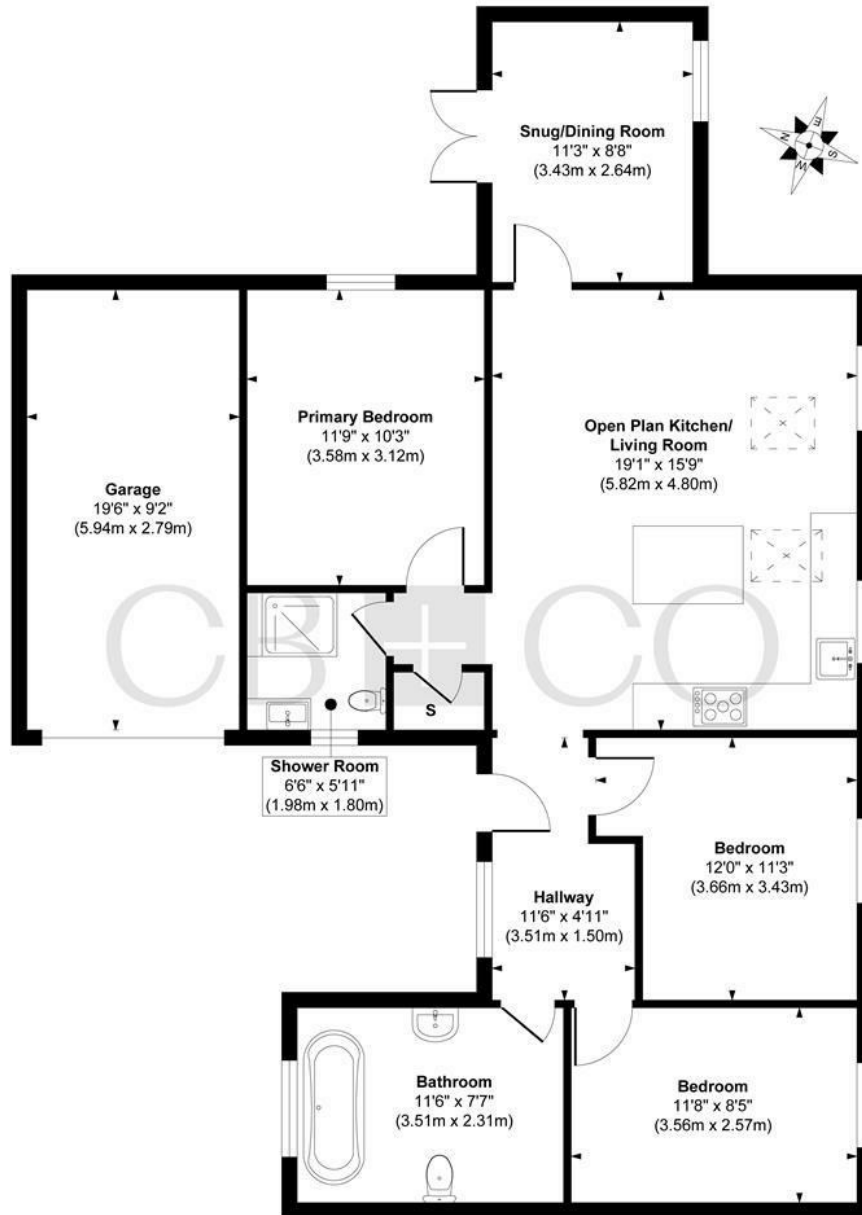 Snug/Dining Room
11'3" x 8'8"
(3.43m x 2.64m)
N
E
S
W
Primary Bedroom
11'9" x 10'3"
(3.58m x 3.12m)
Open Plan Kitchen/
Living Room
19'1" x 15'9"
(5.82m x 4.80m)
Garage
19'6" x 9'2"
(5.94m x 2.79m)
CB+CO
S
Shower Room
6'6" x 5'11"
(1.98m x 1.80m)
Bedroom
12'0" x 11'3"
(3.66m x 3.43m)
Hallway
11'6" x 4'11"
(3.51m x 1.50m)
Bathroom
11'6" x 7'7"
(3.51m x 2.31m)
Bedroom
11'8" x 8'5"
(3.56m x 2.57m)